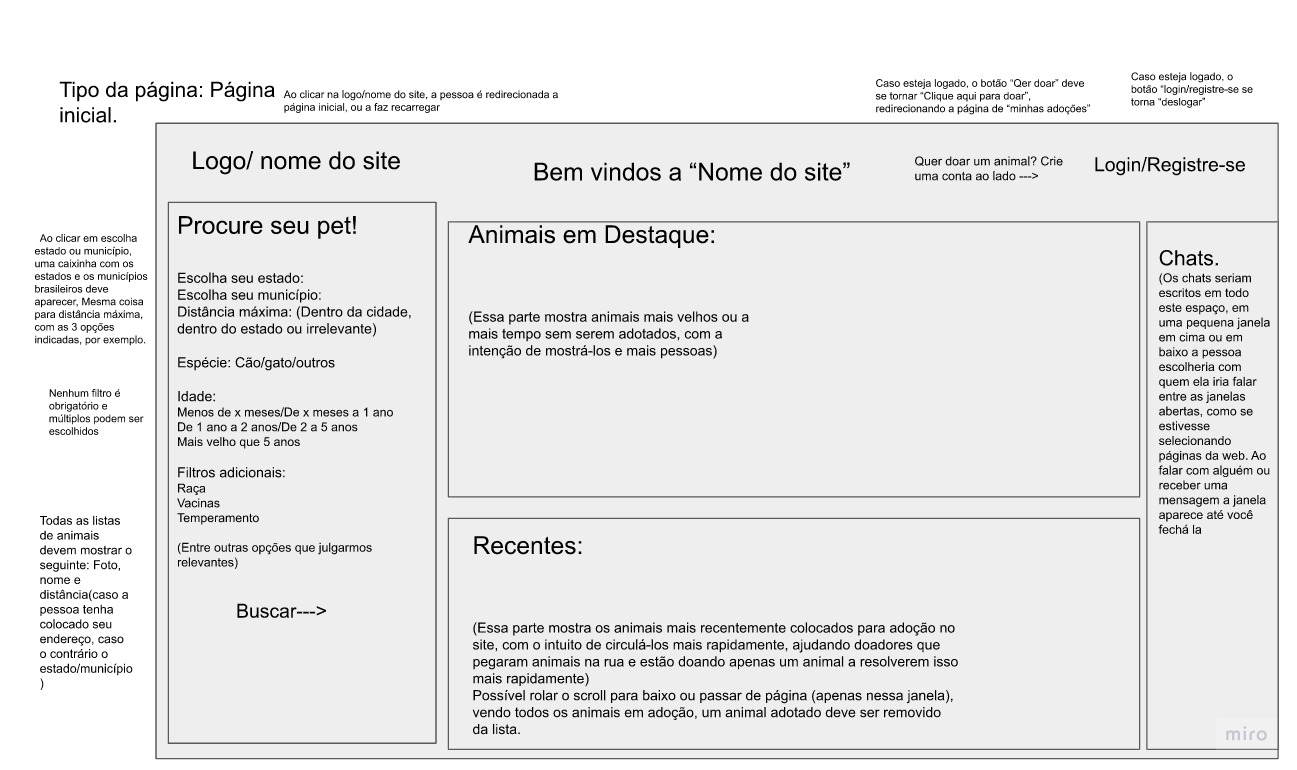 Tipo da página: Página
inicial.
Ao clicar na logo/nome do site, a pessoa é redirecionada a
página inicial, ou a faz recarregar
Caso esteja logado, o botão “Qer doar” deve
se tornar “Clique aqui para doar”,
redirecionando a página de “minhas adoções”
Caso esteja logado, o
botão “login/registre-se se
torna “deslogar”
Logo/ nome do site
Bem vindos a “Nome do site”
Quer doar um animal? Crie
uma conta ao lado --->
Login/Registre-se
Ao clicar em escolha
estado ou município,
uma caixinha com os
estados e os municípios
brasileiros deve
aparecer, Mesma coisa
para distância máxima,
com as 3 opções
indicadas, por exemplo.
Nenhum filtro é
obrigatório e
múltiplos podem ser
escolhidos
Todas as listas
de animais
devem mostrar o
seguinte: Foto,
nome e
distância(caso a
pessoa tenha
colocado seu
endereço, caso
o contrário o
estado/município
)
Procure seu pet!
Escolha seu estado:
Escolha seu município:
Distância máxima: (Dentro da cidade,
dentro do estado ou irrelevante)
Espécie: Cão/gato/outros
Idade:
Menos de x meses/De x meses a 1 ano
De 1 ano a 2 anos/De 2 a 5 anos
Mais velho que 5 anos
Filtros adicionais:
Raça
Vacinas
Temperamento
(Entre outras opções que julgarmos
relevantes)
Buscar--->
Animais em Destaque:
(Essa parte mostra animais mais velhos ou a
mais tempo sem serem adotados, com a
intenção de mostrá-los e mais pessoas)
Recentes:
(Essa parte mostra os animais mais recentemente colocados para adoção no
site, com o intuito de circulá-los mais rapidamente, ajudando doadores que
pegaram animais na rua e estão doando apenas um animal a resolverem isso
mais rapidamente)
Possível rolar o scroll para baixo ou passar de página (apenas nessa janela),
vendo todos os animais em adoção, um animal adotado deve ser removido
da lista.
Chats.
(Os chats seriam
escritos em todo
este espaço, em
uma pequena janela
em cima ou em
baixo a pessoa
escolheria com
quem ela iria falar
entre as janelas
abertas, como se
estivesse
selecionando
páginas da web. Ao
falar com alguém ou
receber uma
mensagem a janela
aparece até você
fechá la
miro